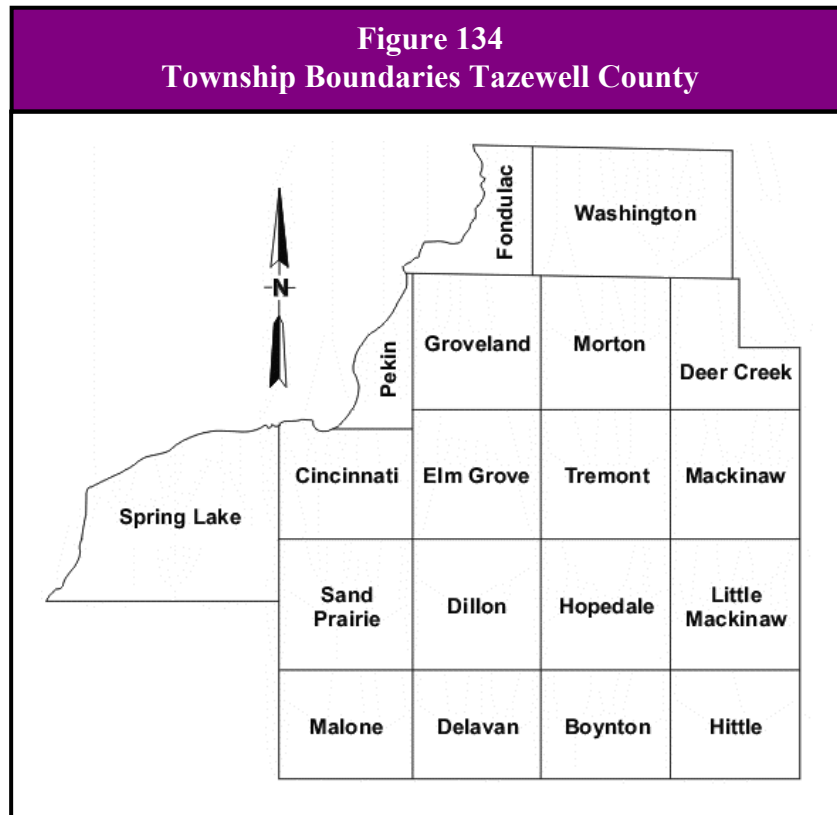 Figure 134
Township Boundaries Tazewell County
Fondulac
Washington
N
Pekin
Groveland
Morton
Deer Creek
Cincinnati
Elm Grove
Tremont
Mackinaw
Spring Lake
Sand
Prairie
Dillon
Hopedale
Little
Mackinaw
Malone
Delavan
Boynton
Hittle